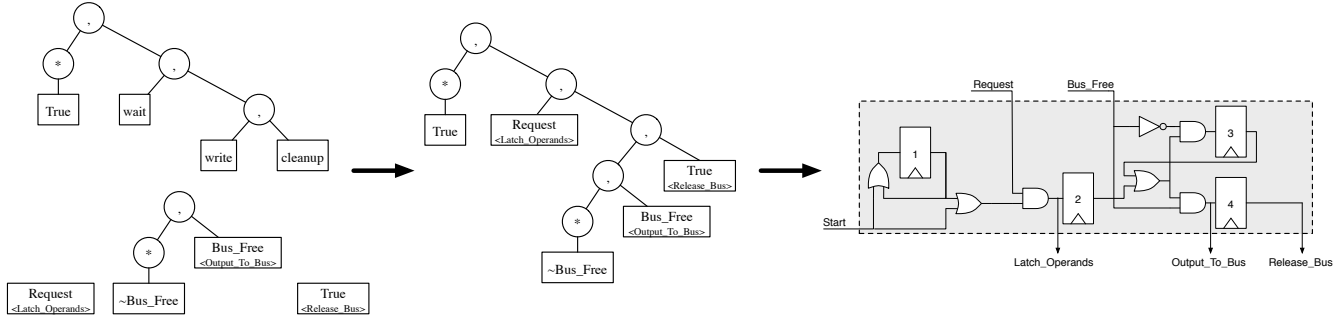 ,
*
,
True
wait
,
write
cleanup
,
*
Bus_Free
<Output_To_Bus>
Request
<Latch_Operands>
~Bus_Free
True
<Release_Bus>
,
*
,
True
Request
<Latch_Operands>
,
,
True
<Release_Bus>
*
Bus_Free
<Output_To_Bus>
~Bus_Free
Request
Bus_Free
1
3
2
4
Start
Latch_Operands
Output_To_Bus
Release_Bus